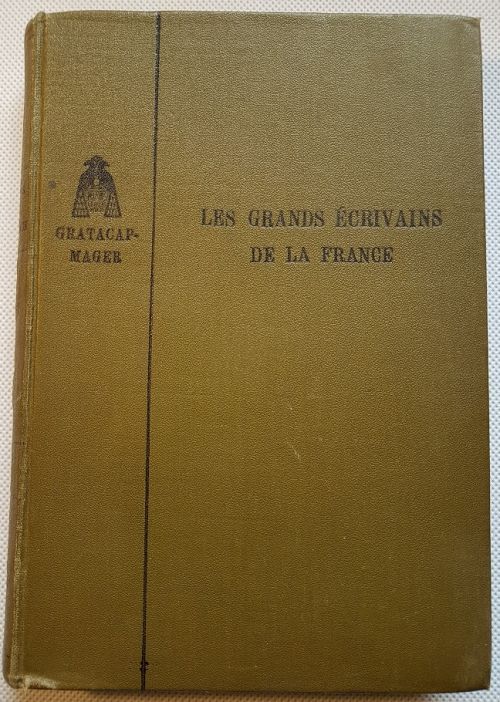 GRATACAP-
MAGER
LES GRANDS ÉCRIVAINS
DE LA FRANCE